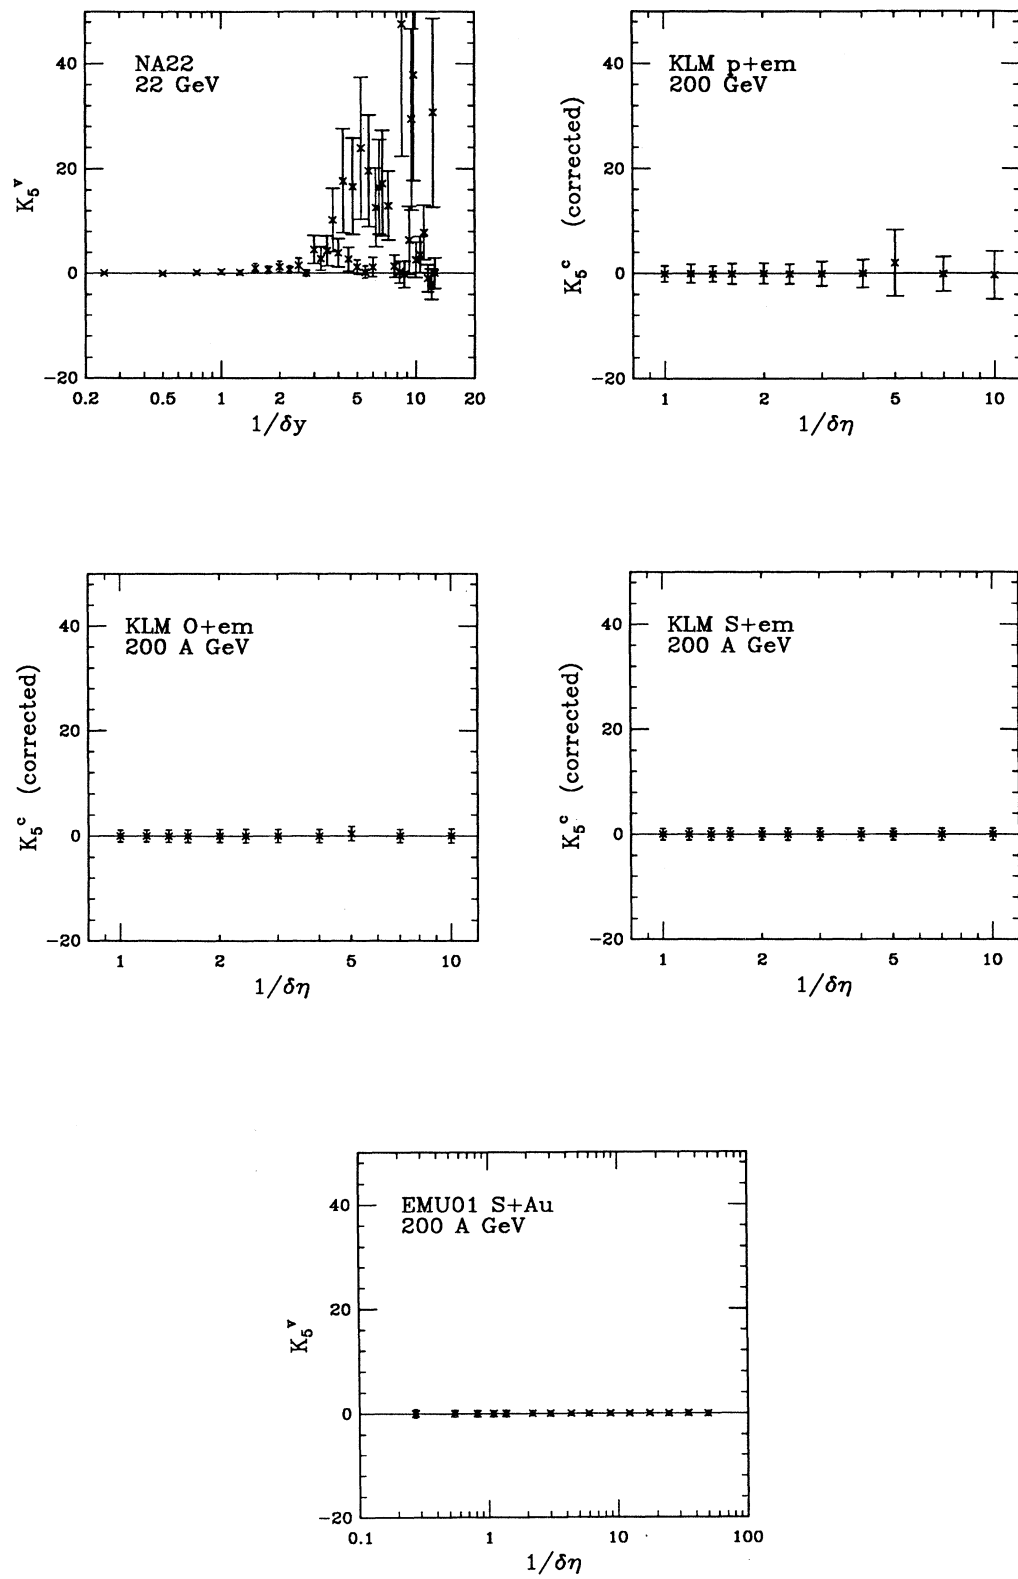 NA22
22 GeV
K₅ᵛ
40
20
0
−20
0.2 0.5 1 2 5 10 20
1/δy
KLM p+em
200 GeV
K₅ᶜ (corrected)
40
20
0
−20
1 2 5 10
1/δη
KLM O+em
200 A GeV
K₅ᶜ (corrected)
40
20
0
−20
1 2 5 10
1/δη
KLM S+em
200 A GeV
K₅ᶜ (corrected)
40
20
0
−20
1 2 5 10
1/δη
EMU01 S+Au
200 A GeV
K₅ᵛ
40
20
0
−20
0.1 1 10 100
1/δη